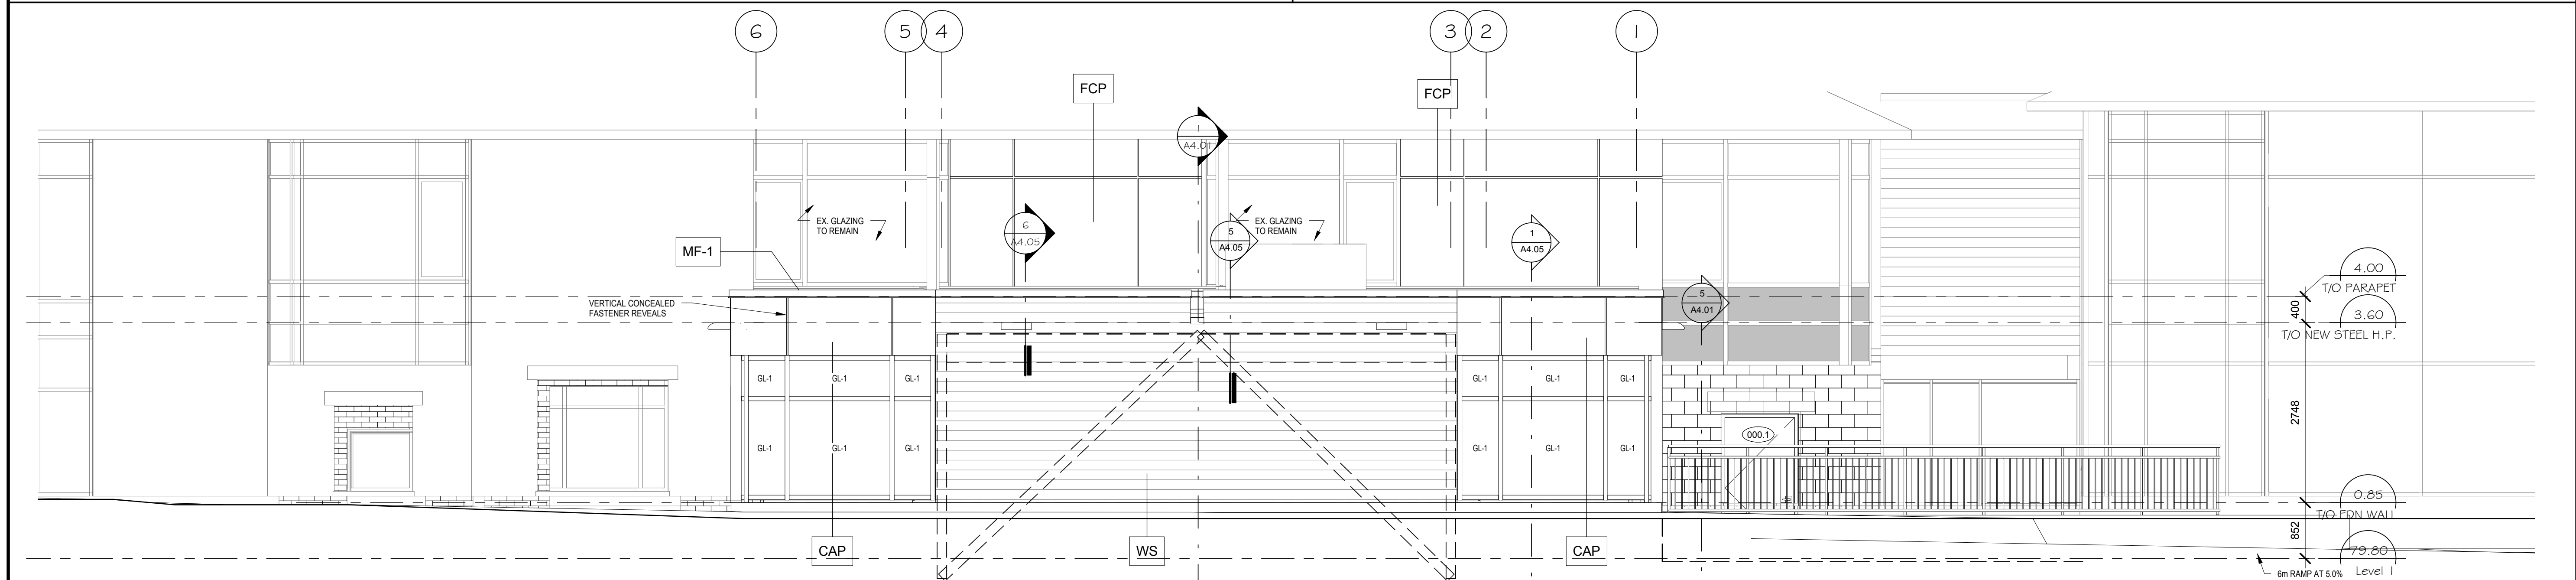 6
5
4
3
2
1
FCP
FCP
1
A4.01
6
A4.05
5
A4.05
1
A4.05
5
A4.01
EX. GLAZING
TO REMAIN
EX. GLAZING
TO REMAIN
MF-1
VERTICAL CONCEALED
FASTENER REVEALS
4.00
T/O PARAPET
400
3.60
T/O NEW STEEL H.P.
GL-1
GL-1
GL-1
GL-1
GL-1
GL-1
2748
000.1
GL-1
GL-1
GL-1
GL-1
GL-1
GL-1
0.85
T/O FDN WALL
852
CAP
WS
CAP
79.80
Level 1
6m RAMP AT 5.0%